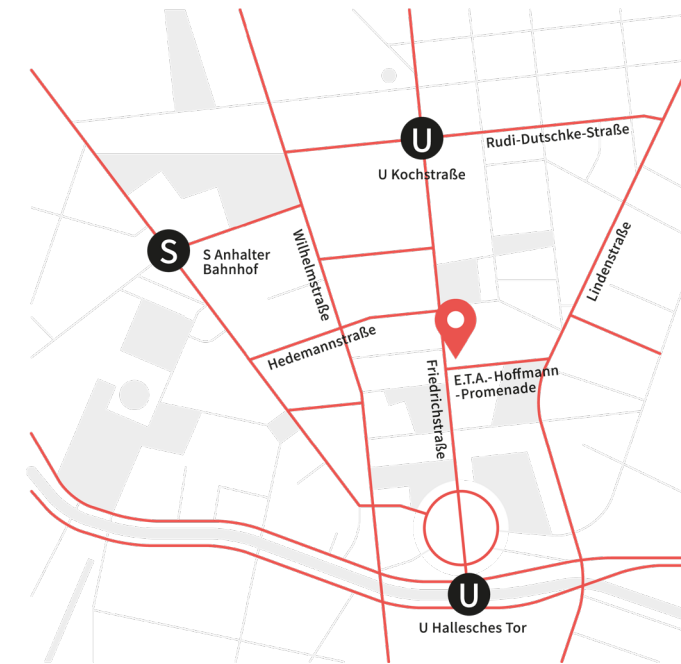 U
Rudi-Dutschke-Straße
U Kochstraße
S
S Anhalter
Bahnhof
Wilhelmstraße
Lindenstraße
Hedemannstraße
Friedrichstraße
E.T.A.-Hoffmann
-Promenade
U
U Hallesches Tor